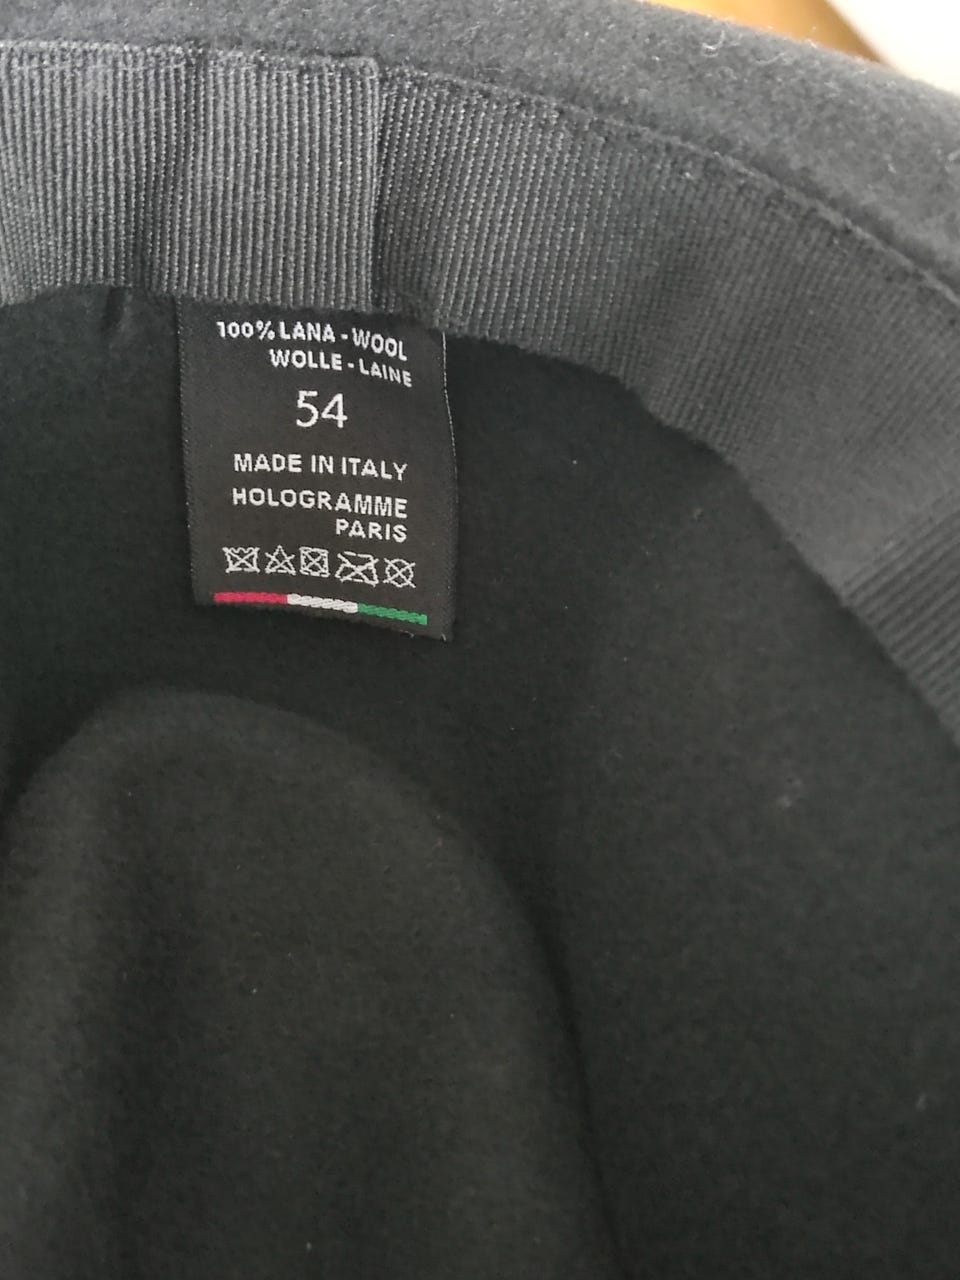 100% LANA - WOOL
WOLLE - LAINE
54
MADE IN ITALY
HOLOGRAMME
PARIS